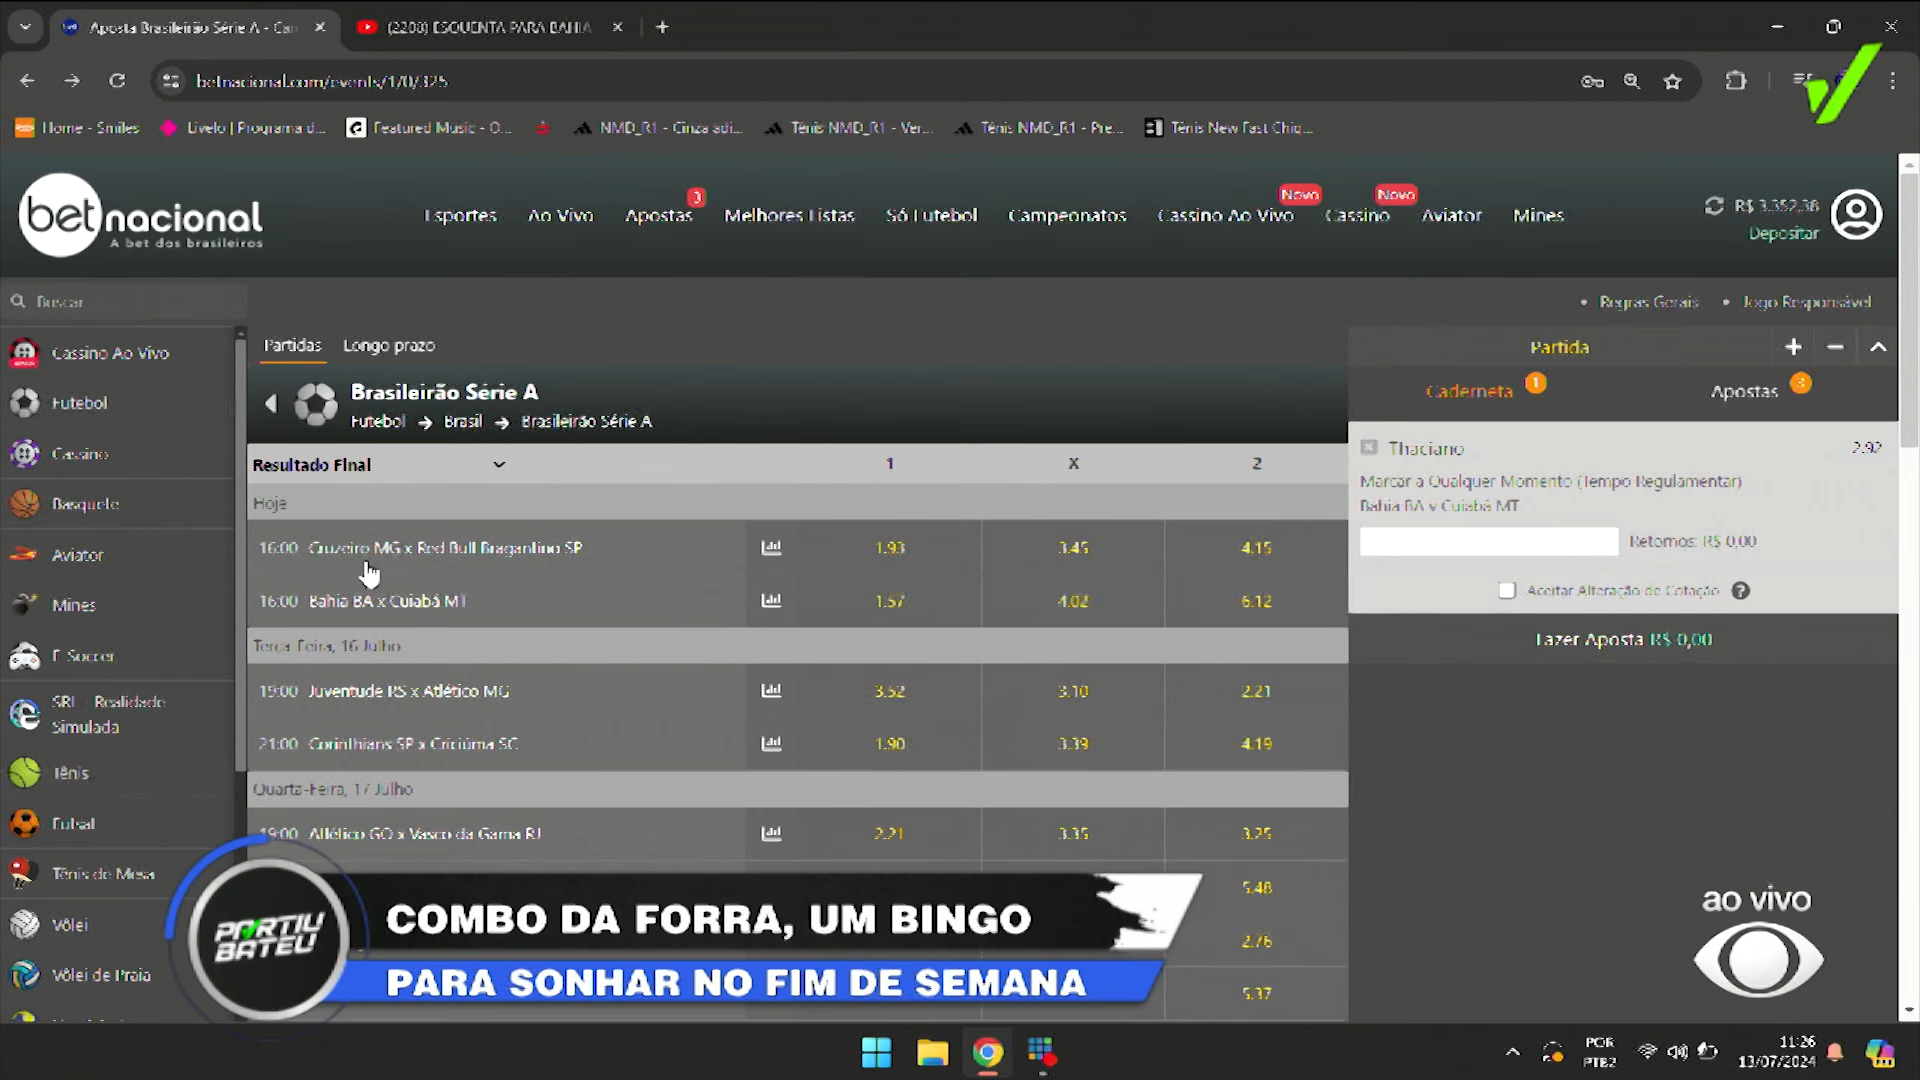 Aposta Brasileirão Série A - Can
(2208) ESQUENTA PARA BAHIA
betnacional.com/events/1/0/325
Home - Smiles
Livelo | Programa d...
Featured Music - O...
NMD_R1 - Cinza adi...
Tênis NMD_R1 - Ver...
Tênis NMD_R1 - Pre...
Tênis New Fast Chiq...
betnacional
A bet dos brasileiros
Esportes
Ao Vivo
Apostas
3
Melhores Listas
Só Futebol
Campeonatos
Cassino Ao Vivo
Novo
Cassino
Novo
Aviator
Mines
R$ 3.352,38
Depositar
Buscar
• Regras Gerais
• Jogo Responsável
Cassino Ao Vivo
Futebol
Cassino
Basquete
Aviator
Mines
E-Soccer
SRL - Realidade
Simulada
Tênis
Futsal
Tênis de Mesa
Vôlei
Vôlei de Praia
Partidas
Longo prazo
Brasileirão Série A
Futebol → Brasil → Brasileirão Série A
Resultado Final
1
X
2
Hoje
16:00 Cruzeiro MG x Red Bull Bragantino SP
1.93
3.45
4.15
16:00 Bahia BA x Cuiabá MT
1.57
4.02
6.12
Terça-Feira, 16 Julho
19:00 Juventude RS x Atlético MG
3.52
3.10
2.21
21:00 Corinthians SP x Criciúma SC
1.90
3.39
4.19
Quarta-Feira, 17 Julho
19:00 Atlético GO x Vasco da Gama RJ
2.21
3.35
3.25
5.48
2.76
5.37
Partida
+
−
Caderneta 1
Apostas 3
Thaciano
2.92
Marcar a Qualquer Momento (Tempo Regulamentar)
Bahia BA v Cuiabá MT
Retornos: R$ 0,00
Aceitar Alteração de Cotação ?
Fazer Aposta R$ 0,00
PARTIU
BATEU
COMBO DA FORRA, UM BINGO
PARA SONHAR NO FIM DE SEMANA
ao vivo
POR
PTB2
11:26
13/07/2024